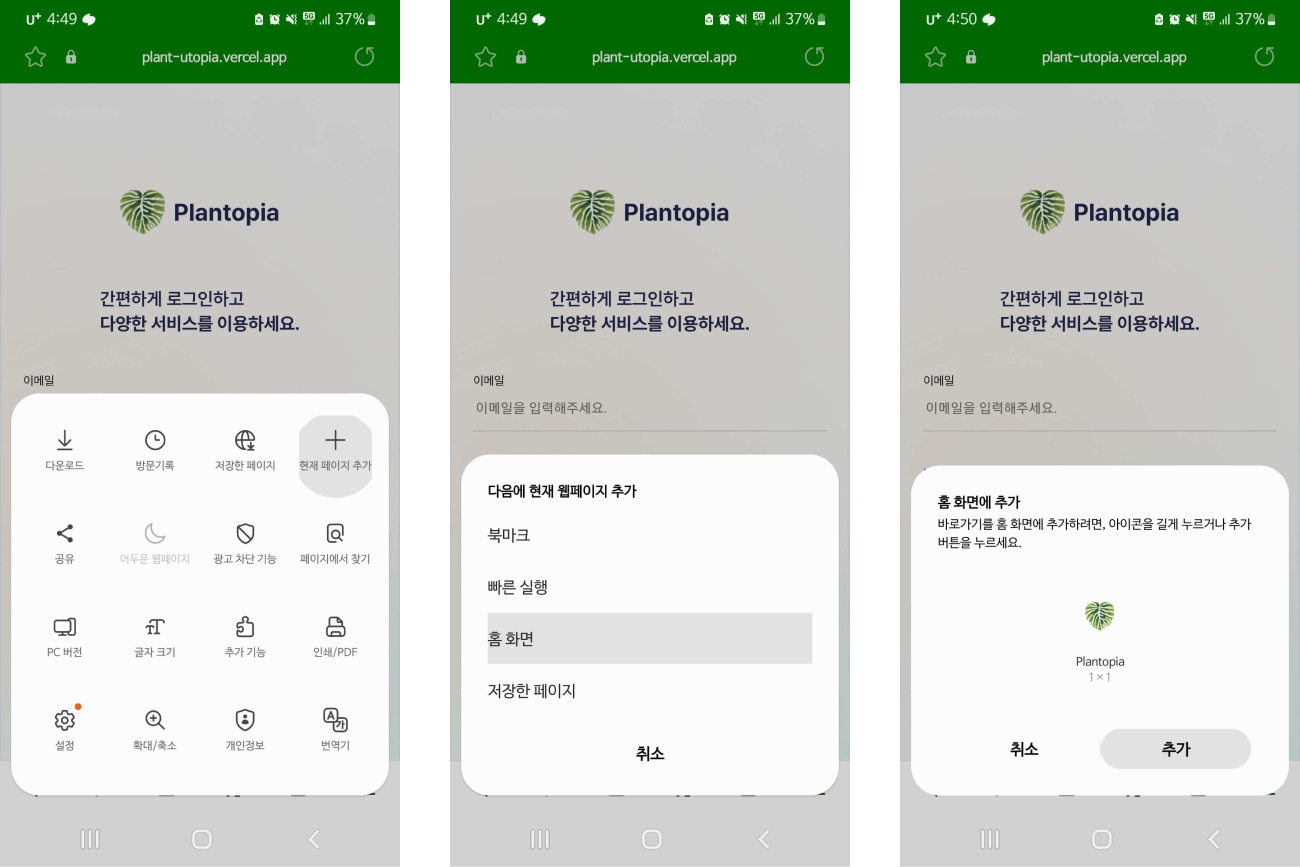 U+ 4:49 5G 37%
plant-utopia.vercel.app
Plantopia
간편하게 로그인하고
다양한 서비스를 이용하세요.
이메일
다운로드 방문기록 저장한 페이지 현재 페이지 추가
공유 어두운 웹페이지 광고 차단 기능 페이지에서 찾기
PC 버전 글자 크기 추가 기능 인쇄/PDF
설정 확대/축소 개인정보 번역기
U+ 4:49 5G 37%
plant-utopia.vercel.app
Plantopia
간편하게 로그인하고
다양한 서비스를 이용하세요.
이메일
이메일을 입력해주세요.
다음에 현재 웹페이지 추가
북마크
빠른 실행
홈 화면
저장한 페이지
취소
U+ 4:50 5G 37%
plant-utopia.vercel.app
Plantopia
간편하게 로그인하고
다양한 서비스를 이용하세요.
이메일
이메일을 입력해주세요.
홈 화면에 추가
바로가기를 홈 화면에 추가하려면, 아이콘을 길게 누르거나 추가
버튼을 누르세요.
Plantopia
1×1
취소 추가